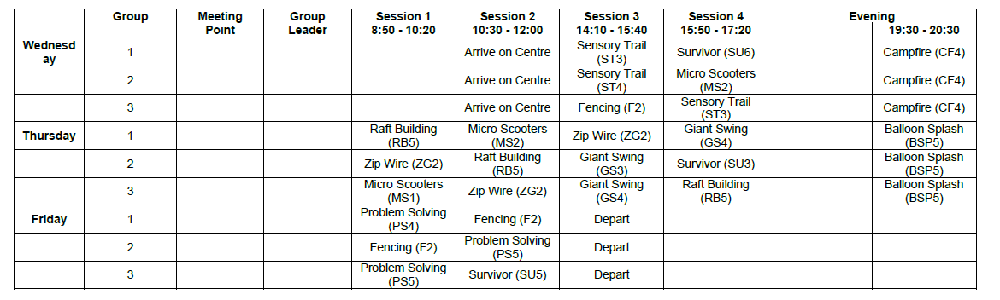 Group Meeting Point Group Leader Session 1 8:50 - 10:20 Session 2 10:30 - 12:00 Session 3 14:10 - 15:40 Session 4 15:50 - 17:20 Evening 19:30 - 20:30
Wednesday 1 Arrive on Centre Sensory Trail (ST3) Survivor (SU6) Campfire (CF4)
2 Arrive on Centre Sensory Trail (ST4) Micro Scooters (MS2) Campfire (CF4)
3 Arrive on Centre Fencing (F2) Sensory Trail (ST3) Campfire (CF4)
Thursday 1 Raft Building (RB5) Micro Scooters (MS2) Zip Wire (ZG2) Giant Swing (GS4) Balloon Splash (BSP5)
2 Zip Wire (ZG2) Raft Building (RB5) Giant Swing (GS3) Survivor (SU3) Balloon Splash (BSP5)
3 Micro Scooters (MS1) Zip Wire (ZG2) Giant Swing (GS4) Raft Building (RB5) Balloon Splash (BSP5)
Friday 1 Problem Solving (PS4) Fencing (F2) Depart
2 Fencing (F2) Problem Solving (PS5) Depart
3 Problem Solving (PS5) Survivor (SU5) Depart